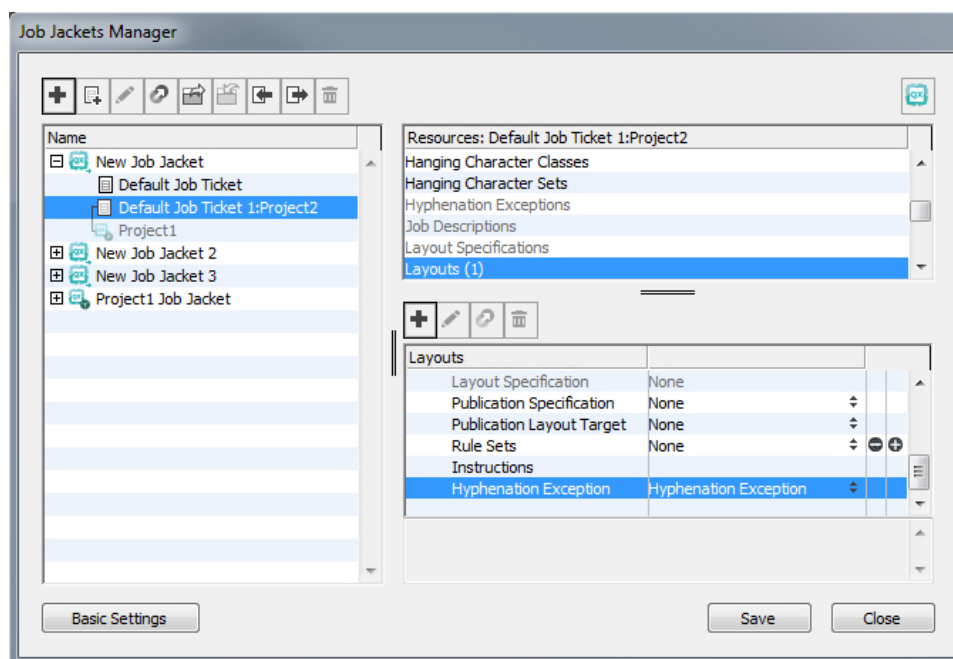 Job Jackets Manager
Name
New Job Jacket
Default Job Ticket
Default Job Ticket 1:Project2
Project1
New Job Jacket 2
New Job Jacket 3
Project1 Job Jacket
Resources: Default Job Ticket 1:Project2
Hanging Character Classes
Hanging Character Sets
Hyphenation Exceptions
Job Descriptions
Layout Specifications
Layouts (1)
Layouts
Layout Specification None
Publication Specification None
Publication Layout Target None
Rule Sets None
Instructions
Hyphenation Exception Hyphenation Exception
Basic Settings
Save
Close